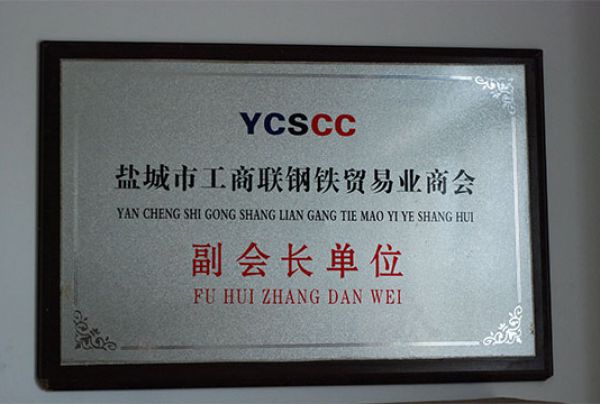 YCSCC
盐城市工商联钢铁贸易业商会
YAN CHENG SHI GONG SHANG LIAN GANG TIE MAO YI YE SHANG HUI
副会长单位
FU HUI ZHANG DAN WEI